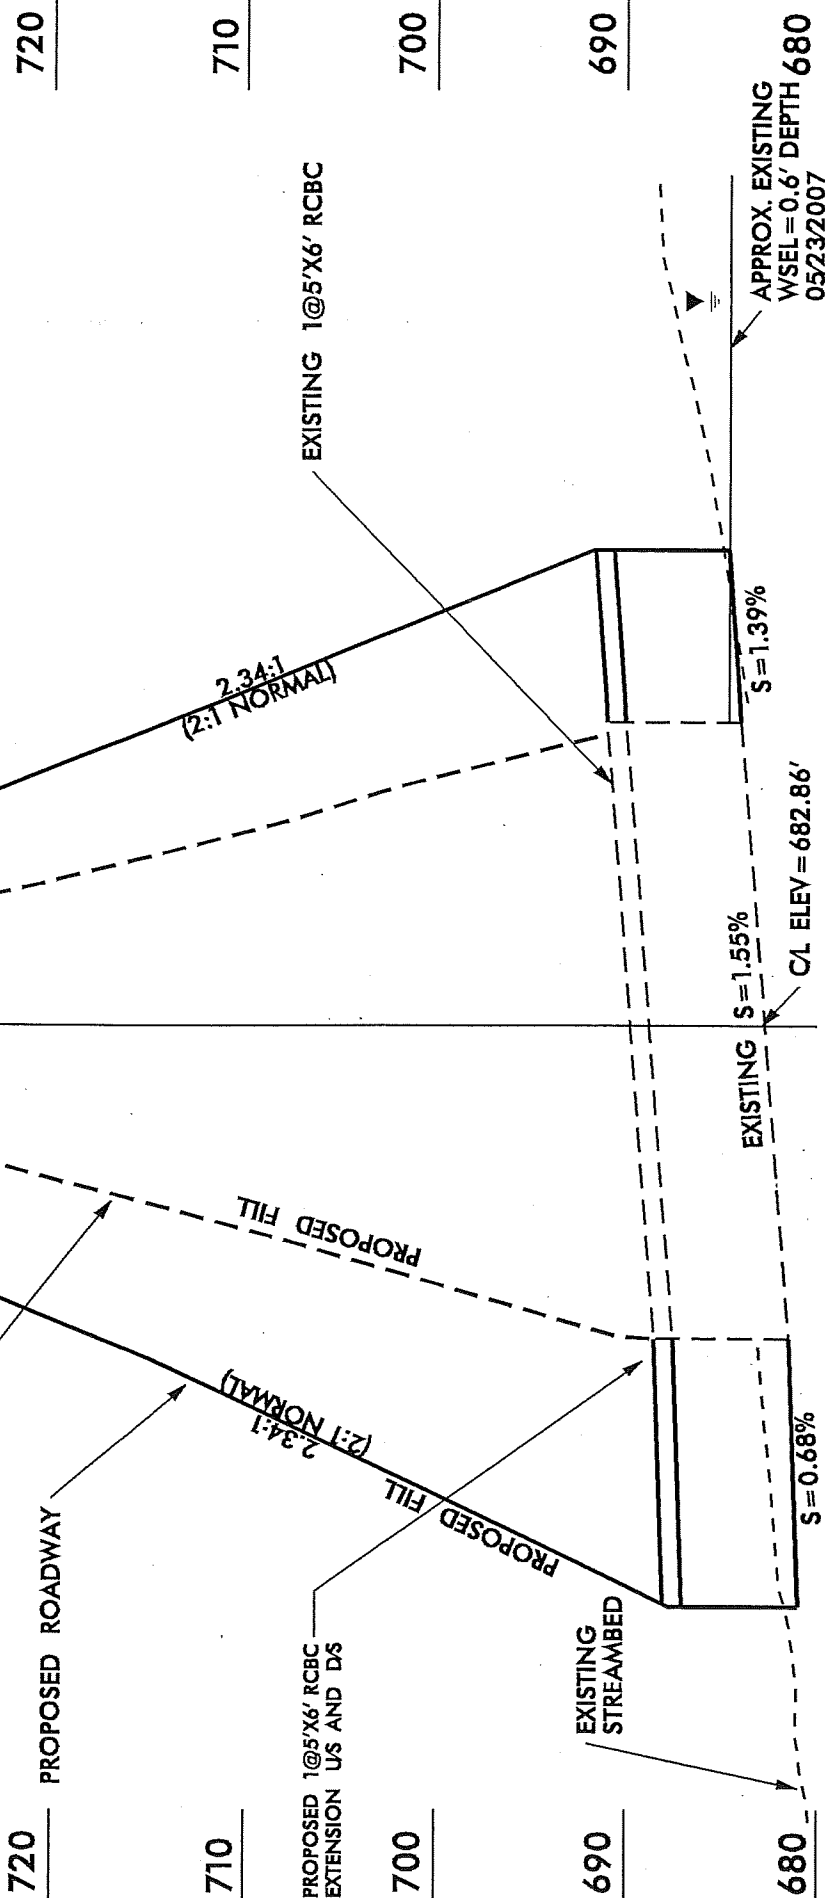 720
710
700
690
680
PROPOSED ROADWAY
PROPOSED 1@5'X6' RCBC
EXTENSION U/S AND D/S
EXISTING
STREAMBED
PROPOSED FILL
2.34:1
(2:1 NORMAL)
PROPOSED FILL
S=0.68%
EXISTING S=1.55%
C/L ELEV=682.86'
2.34:1
(2:1 NORMAL)
S=1.39%
EXISTING 1@5'X6' RCBC
APPROX. EXISTING
WSEL=0.6' DEPTH
05/23/2007
720
710
700
690
680